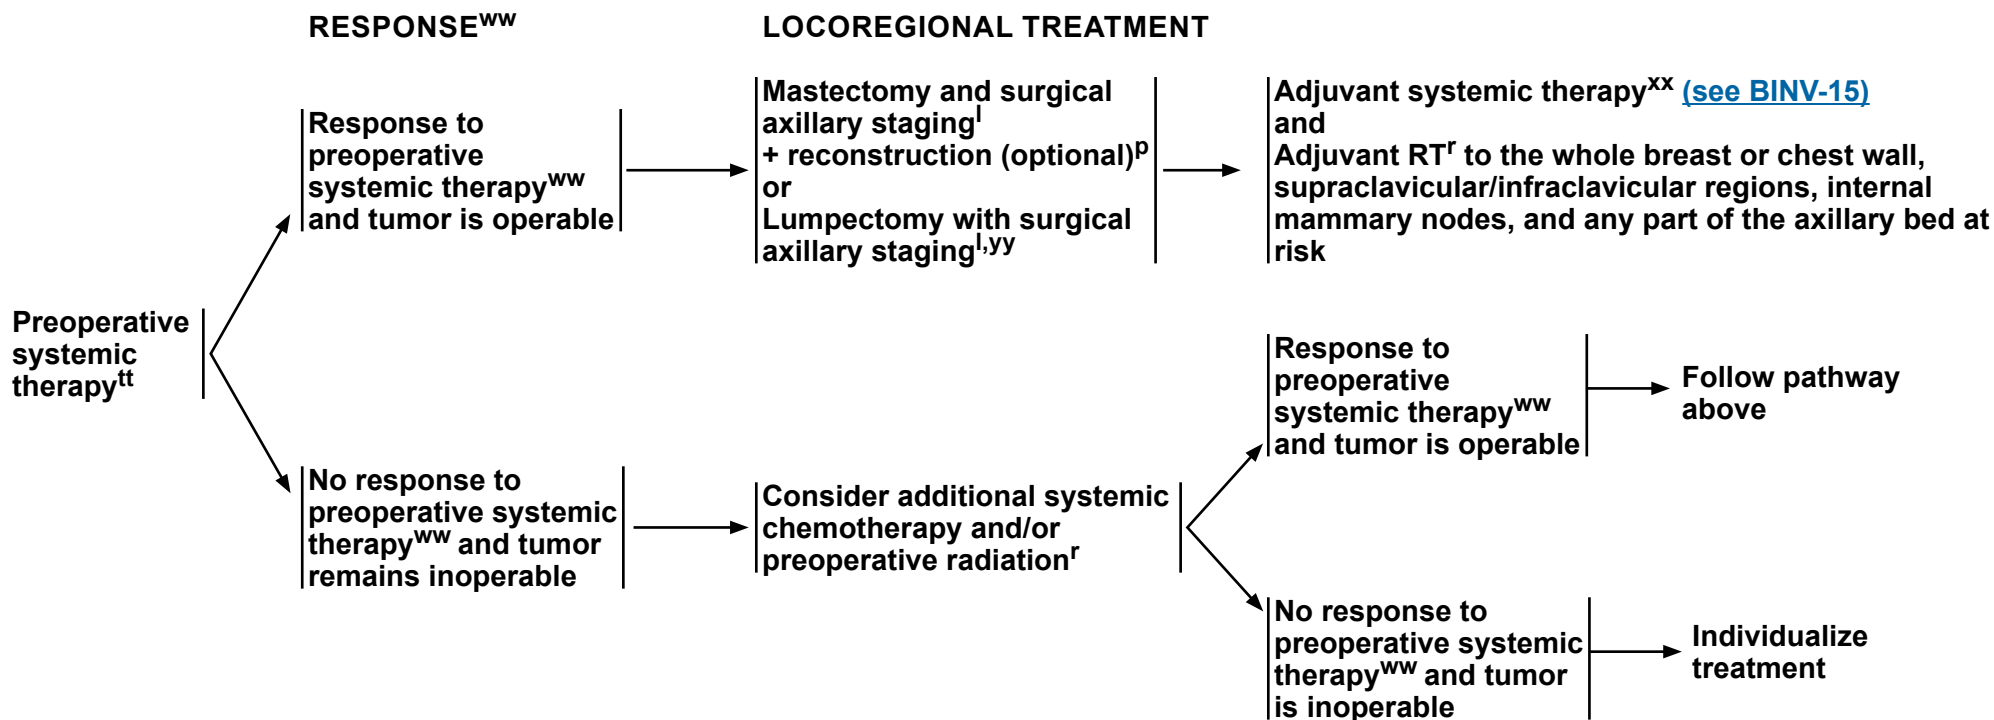 RESPONSEww
LOCOREGIONAL TREATMENT
Preoperative
systemic
therapytt
Response to
preoperative
systemic therapyww
and tumor is operable
Mastectomy and surgical
axillary stagingl
+ reconstruction (optional)p
or
Lumpectomy with surgical
axillary stagingl,yy
Adjuvant systemic therapyxx (see BINV-15)
and
Adjuvant RTr to the whole breast or chest wall,
supraclavicular/infraclavicular regions, internal
mammary nodes, and any part of the axillary bed at
risk
No response to
preoperative systemic
therapyww and tumor
remains inoperable
Consider additional systemic
chemotherapy and/or
preoperative radiationr
Response to
preoperative
systemic therapyww
and tumor is operable
Follow pathway
above
No response to
preoperative systemic
therapyww and tumor
is inoperable
Individualize
treatment